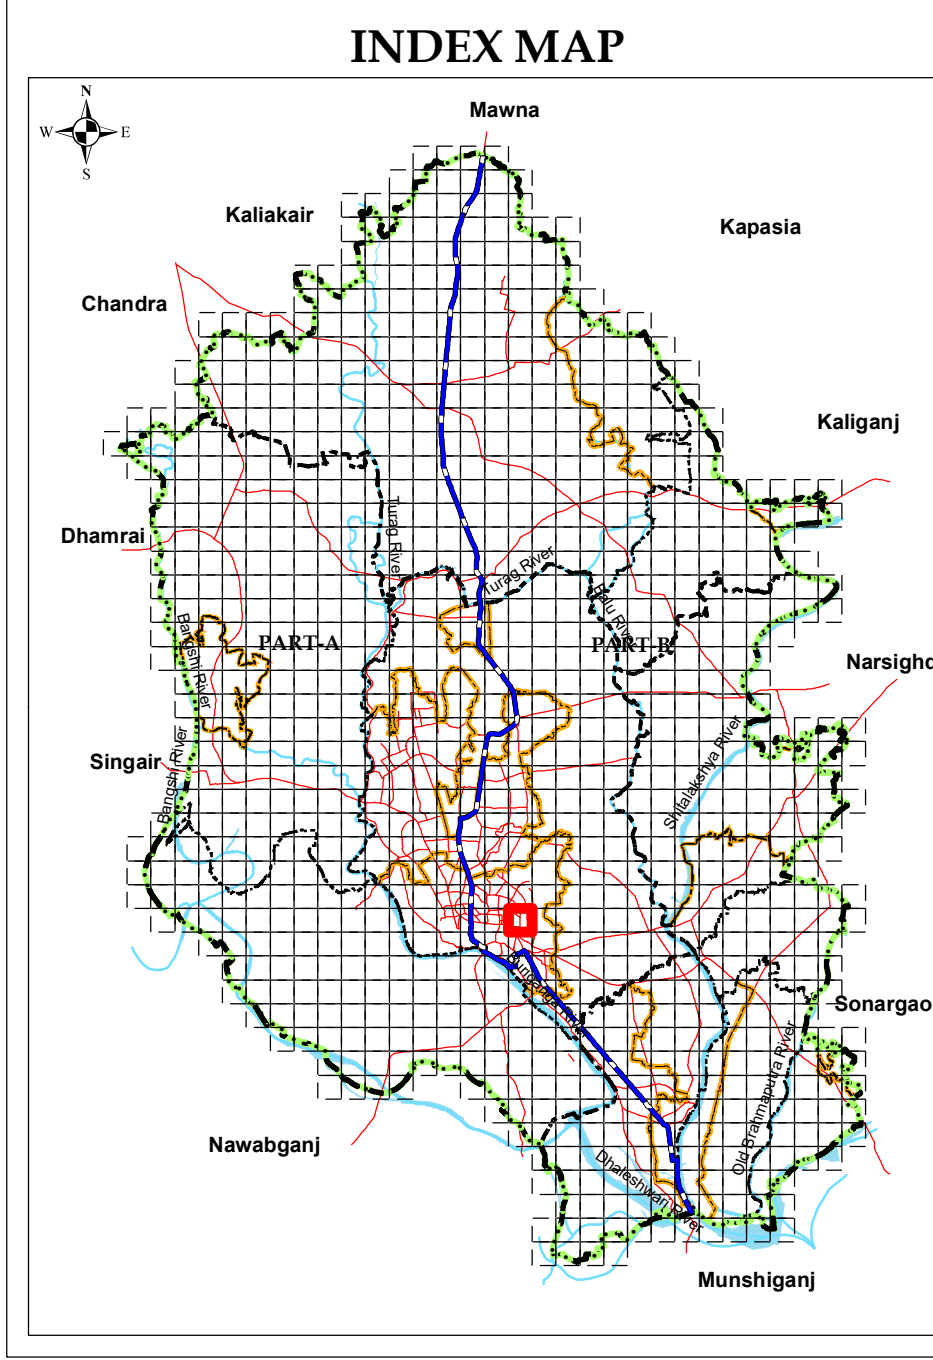 INDEX MAP
N
W E
S
Mawna
Kaliakair
Kapasia
Chandra
Kaliganj
Dhamrai
Turag River
Turag River
Balu River
Bangshi River
PART-A
PART-B
Narsighd
Singair
Bangshi River
Shitalakshya River
Buriganga River
Sonargao
Old Brahmaputra River
Nawabganj
Dhaleshwari River
Munshiganj